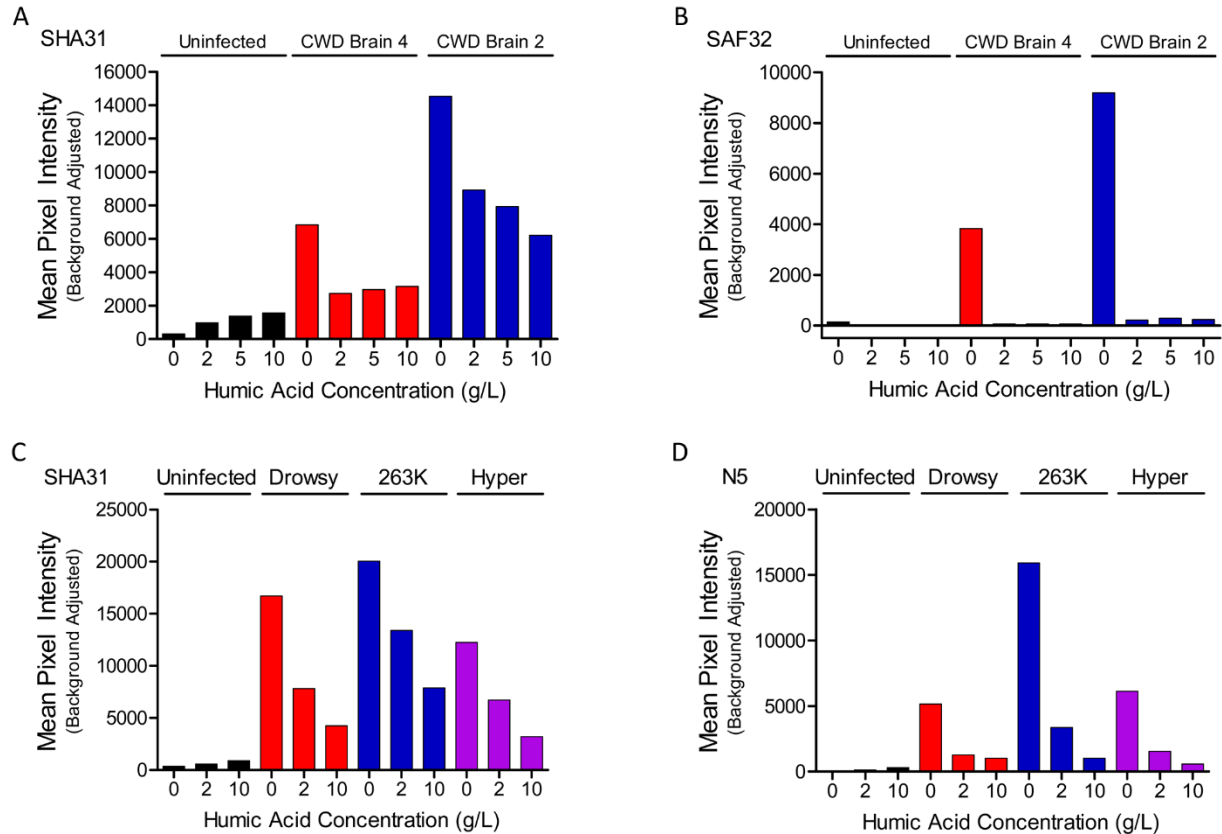 A
SHA31
Uninfected CWD Brain 4 CWD Brain 2
Mean Pixel Intensity
(Background Adjusted)
16000
14000
12000
10000
8000
6000
4000
2000
0
0 2 5 10 0 2 5 10 0 2 5 10
Humic Acid Concentration (g/L)
B
SAF32
Uninfected CWD Brain 4 CWD Brain 2
Mean Pixel Intensity
(Background Adjusted)
10000
8000
6000
4000
2000
0
0 2 5 10 0 2 5 10 0 2 5 10
Humic Acid Concentration (g/L)
C
SHA31
Uninfected Drowsy 263K Hyper
Mean Pixel Intensity
(Background Adjusted)
25000
20000
15000
10000
5000
0
0 2 10 0 2 10 0 2 10 0 2 10
Humic Acid Concentration (g/L)
D
N5
Uninfected Drowsy 263K Hyper
Mean Pixel Intensity
(Background Adjusted)
20000
15000
10000
5000
0
0 2 10 0 2 10 0 2 10 0 2 10
Humic Acid Concentration (g/L)